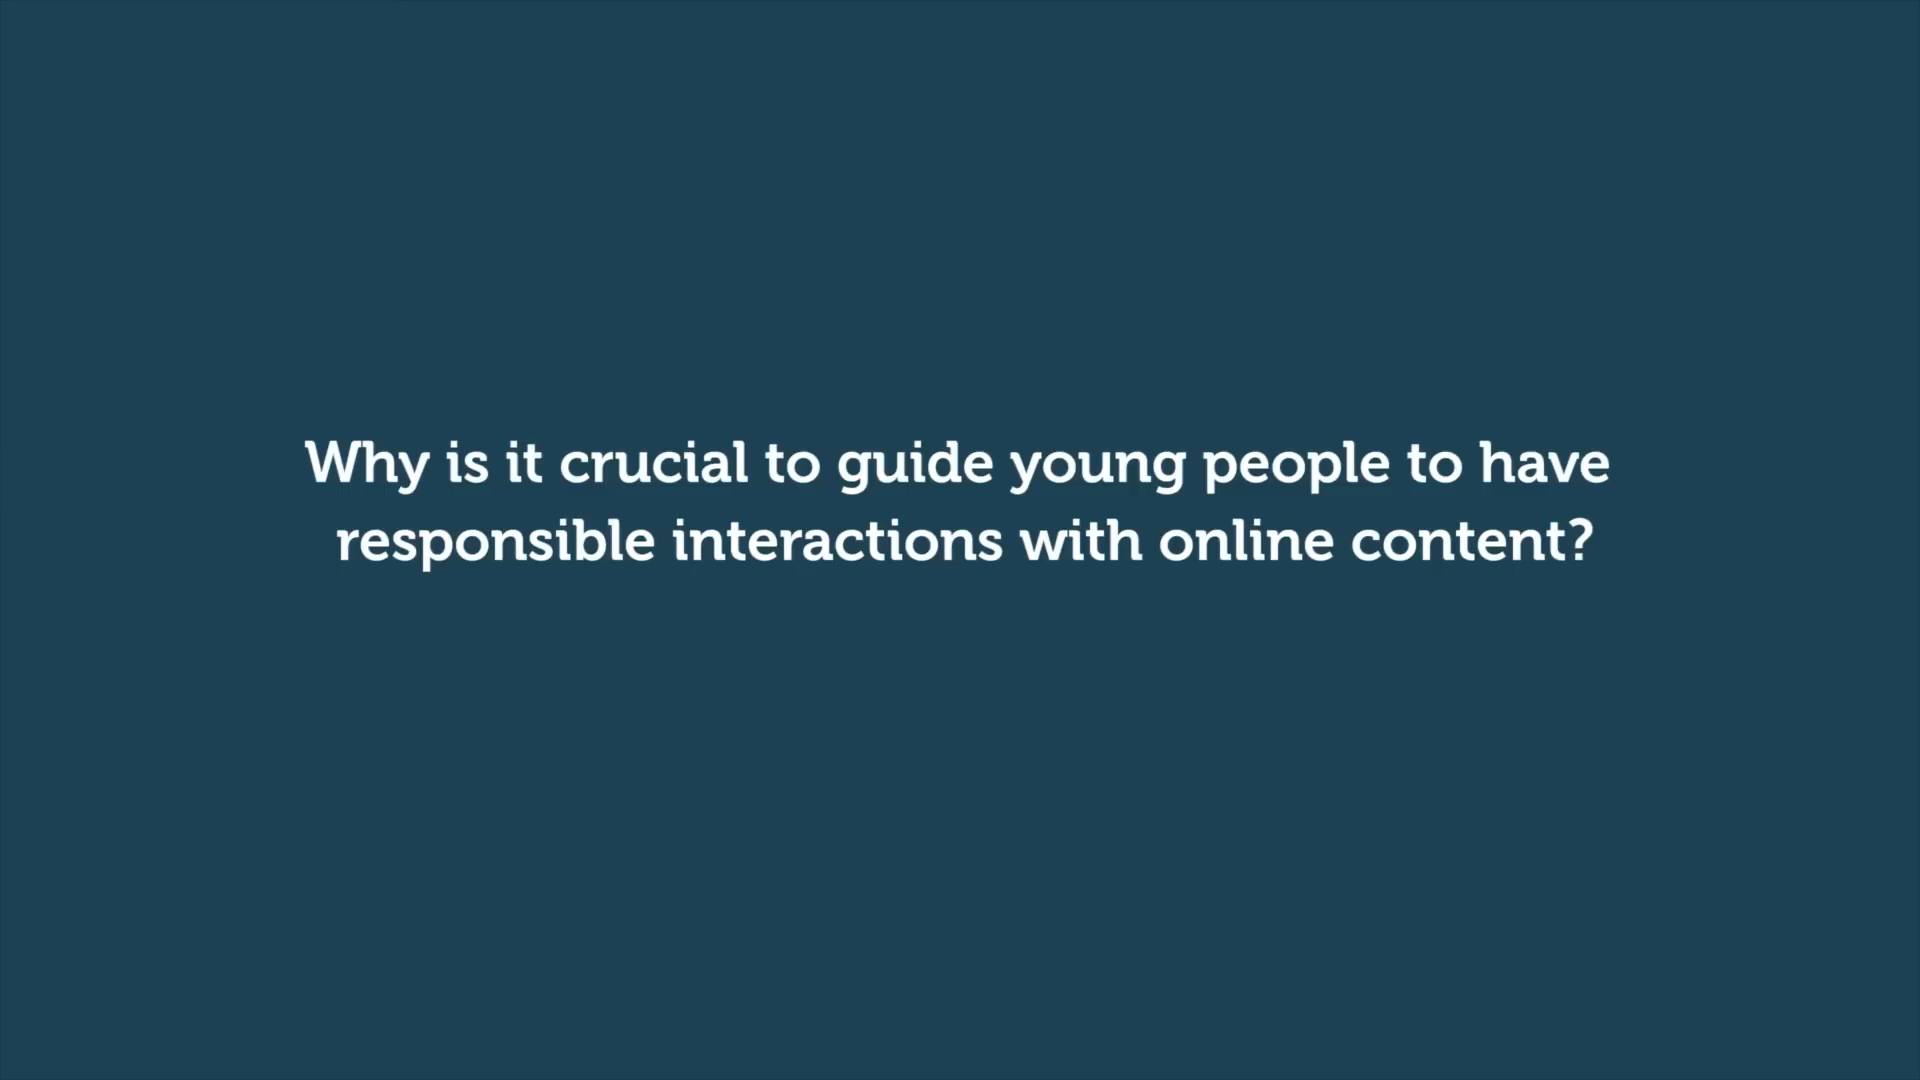 Why is it crucial to guide young people to have
responsible interactions with online content?